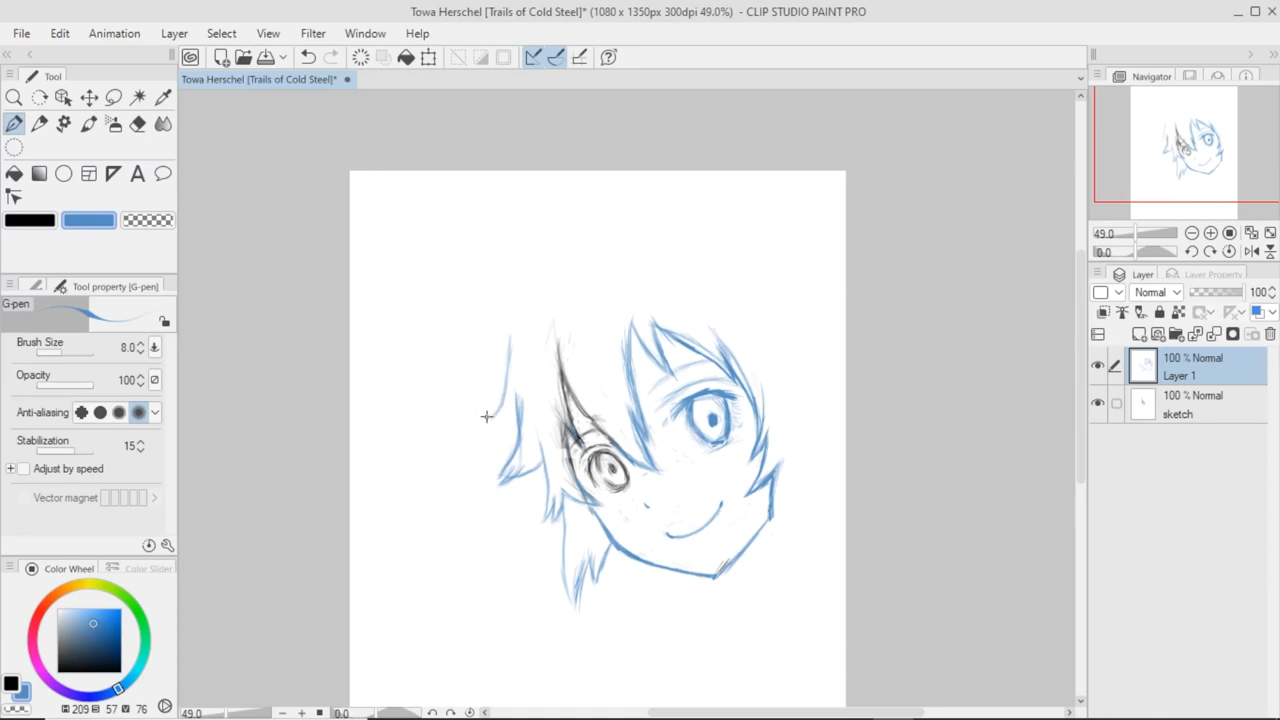 Towa Herschel [Trails of Cold Steel]* (1080 x 1350px 300dpi 49.0%) - CLIP STUDIO PAINT PRO
File Edit Animation Layer Select View Filter Window Help
Tool
Towa Herschel [Trails of Cold Steel]*
Navigator
49.0
0.0
Tool property [G-pen]
G-pen
Brush Size 8.0
Opacity 100
Anti-aliasing
Stabilization 15
Adjust by speed
Vector magnet
Color Wheel Color Slider
209 57 76
49.0 0.0
Layer Layer Property
Normal 100
100 % Normal
Layer 1
100 % Normal
sketch